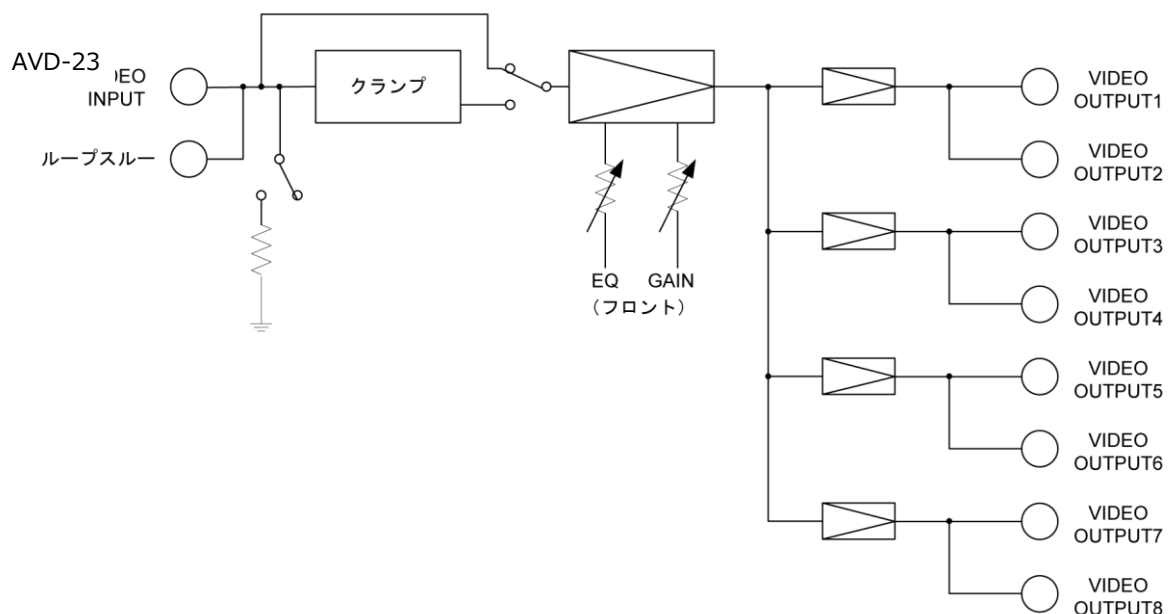 AVD-23
DEO
INPUT
ループスルー
クランプ
EQ
GAIN
（フロント）
VIDEO
OUTPUT1
VIDEO
OUTPUT2
VIDEO
OUTPUT3
VIDEO
OUTPUT4
VIDEO
OUTPUT5
VIDEO
OUTPUT6
VIDEO
OUTPUT7
VIDEO
OUTPUT8